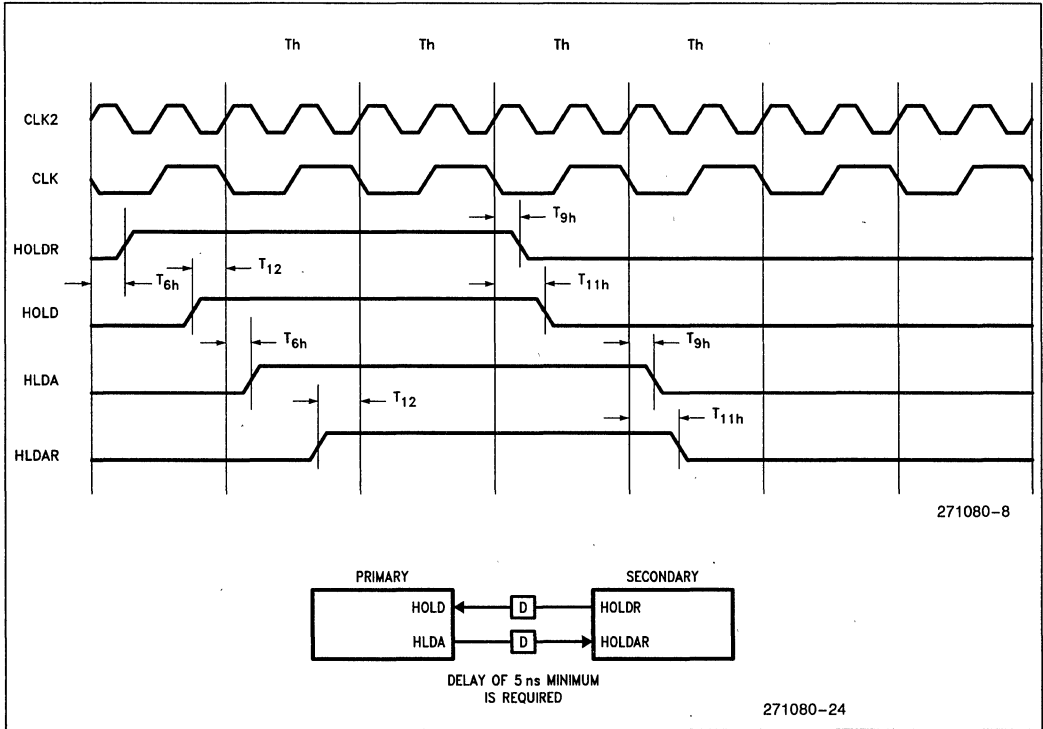 Th Th Th Th
CLK2
CLK
T9h
HOLDR
T12
T6h T11h
HOLD
T6h T9h
HLDA
T12
T11h
HLDAR
271080-8
PRIMARY SECONDARY
HOLD D HOLDR
HLDA D HOLDAR
DELAY OF 5 ns MINIMUM
IS REQUIRED
271080-24